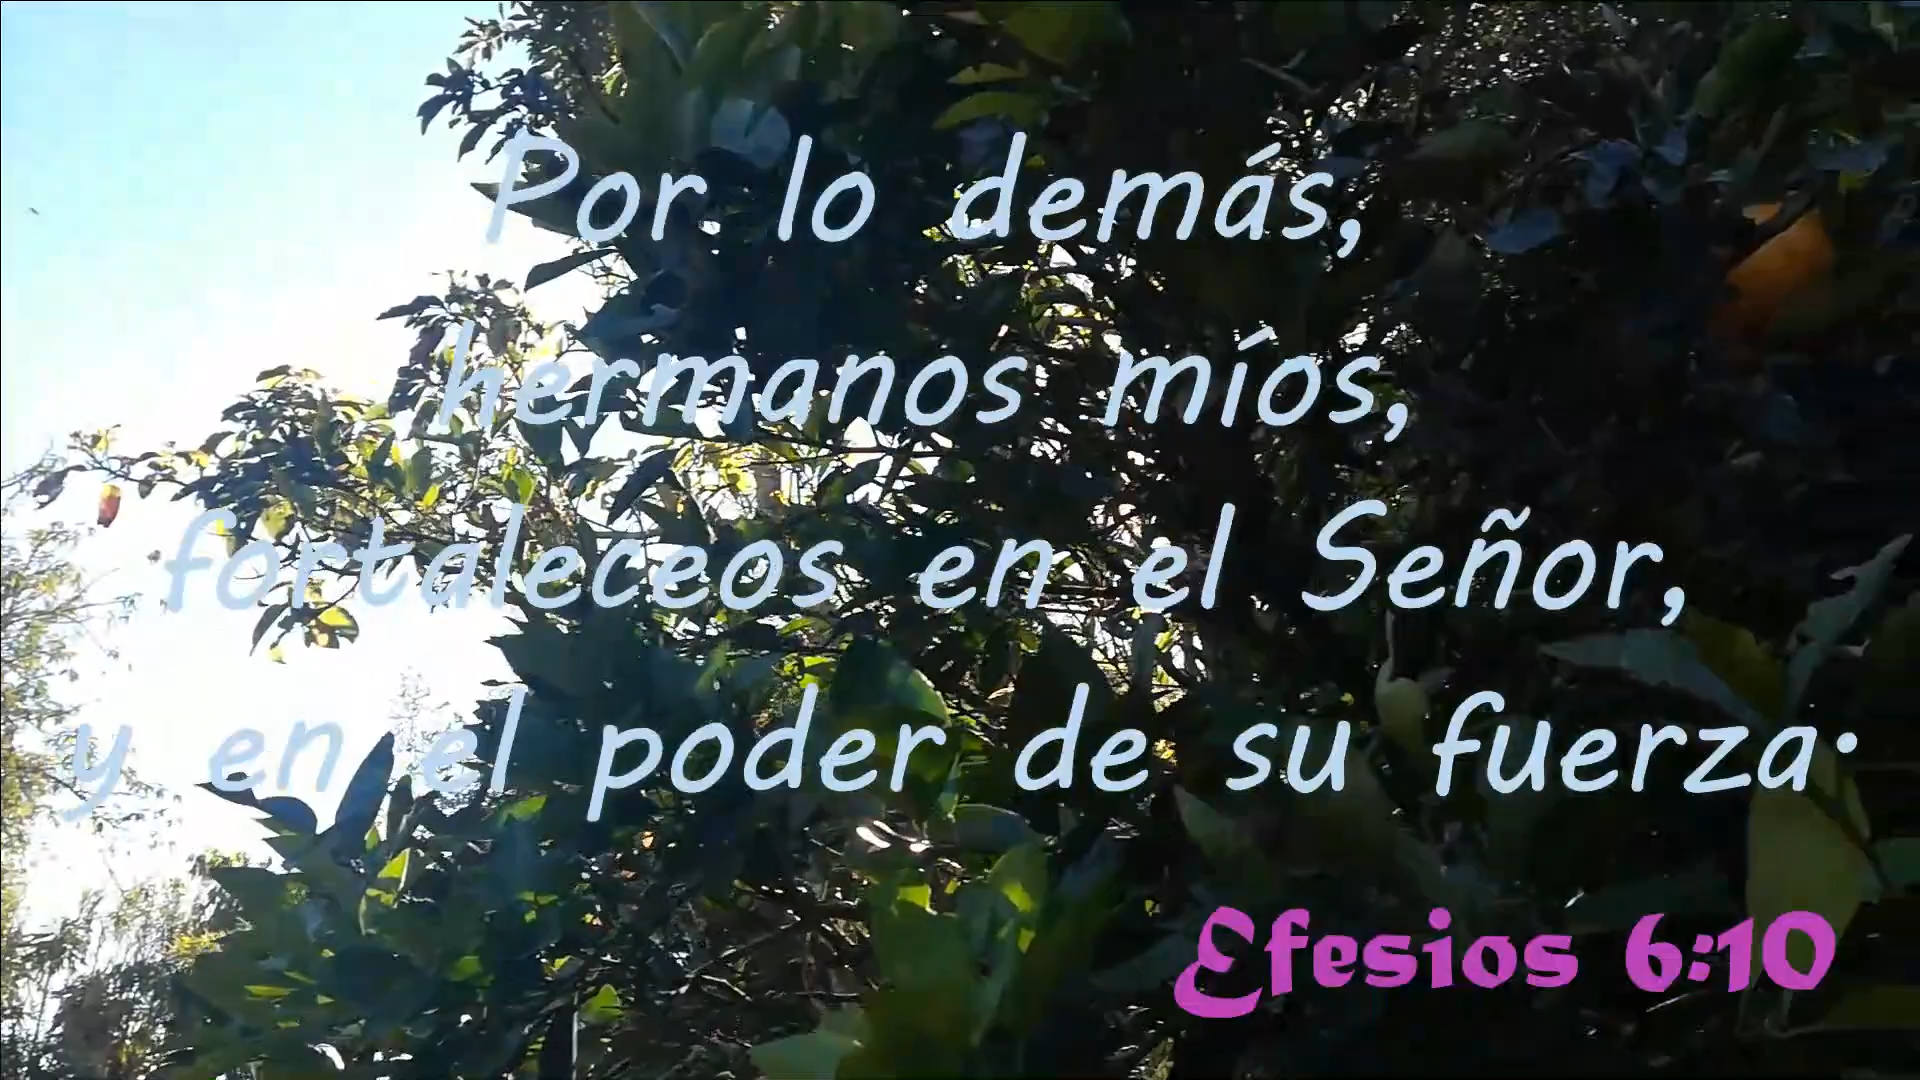 Por lo demás,
hermanos míos,
fortaleceos en el Señor,
y en el poder de su fuerza.
Efesios 6:10